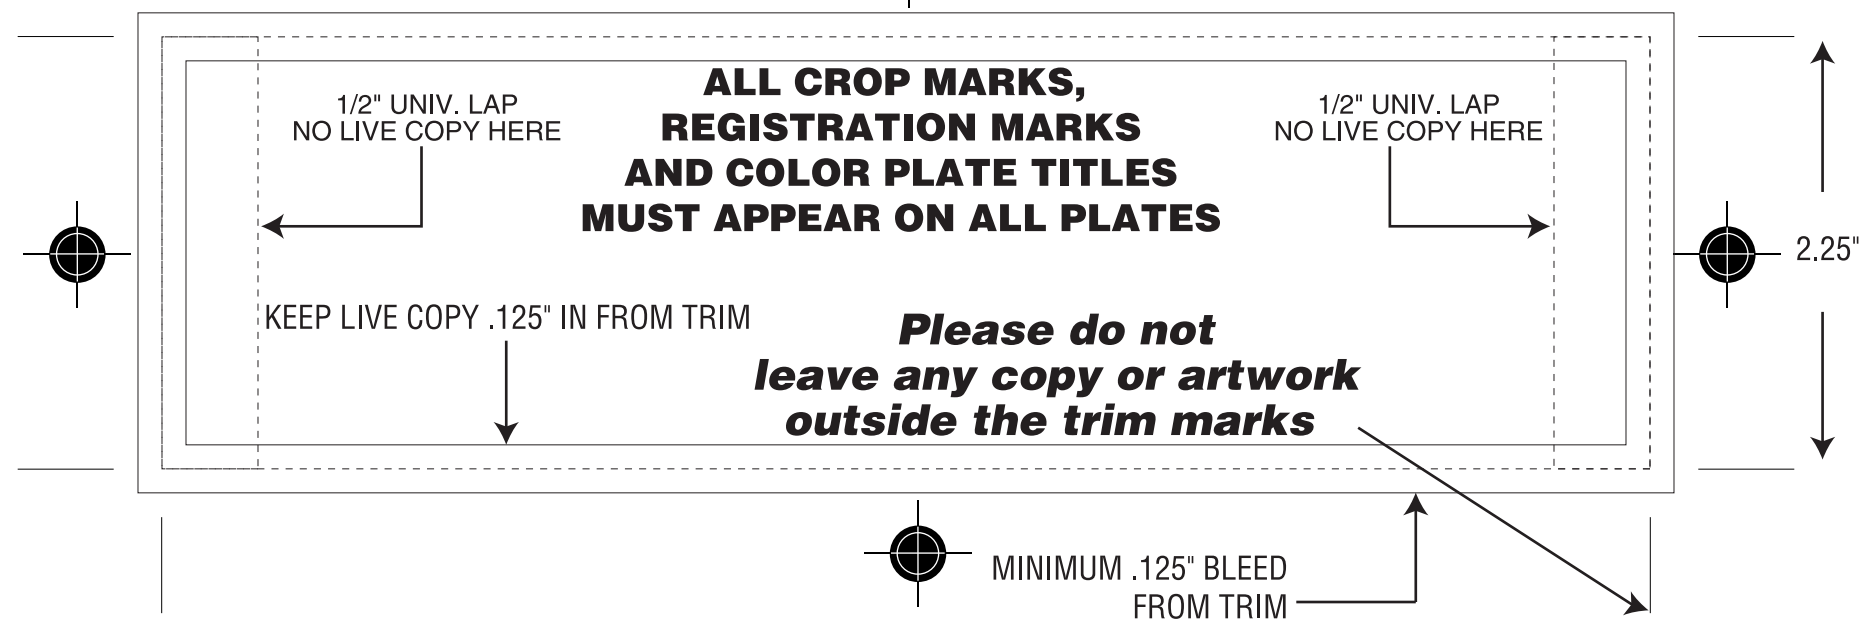 ALL CROP MARKS,
REGISTRATION MARKS
AND COLOR PLATE TITLES
MUST APPEAR ON ALL PLATES
1/2" UNIV. LAP
NO LIVE COPY HERE
1/2" UNIV. LAP
NO LIVE COPY HERE
2.25"
KEEP LIVE COPY .125" IN FROM TRIM
Please do not
leave any copy or artwork
outside the trim marks
MINIMUM .125" BLEED
FROM TRIM